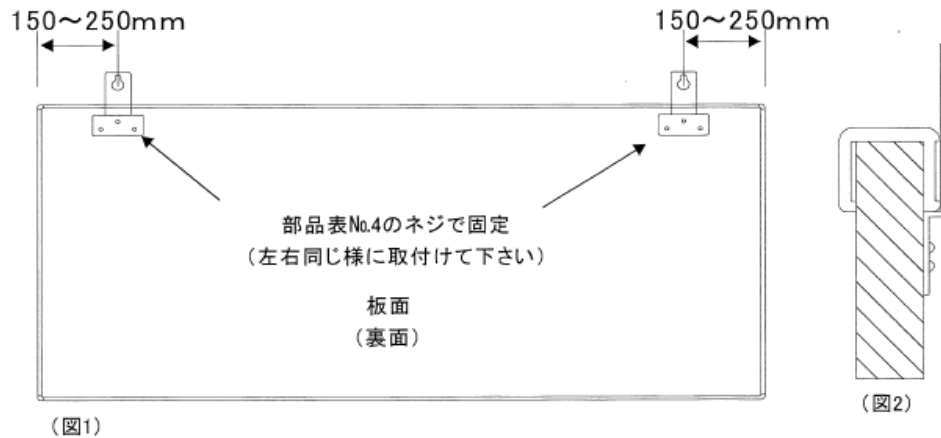 150～250mm
150～250mm
部品表№4のネジで固定
（左右同じ様に取付けて下さい）
板面
（裏面）
（図1）
（図2）